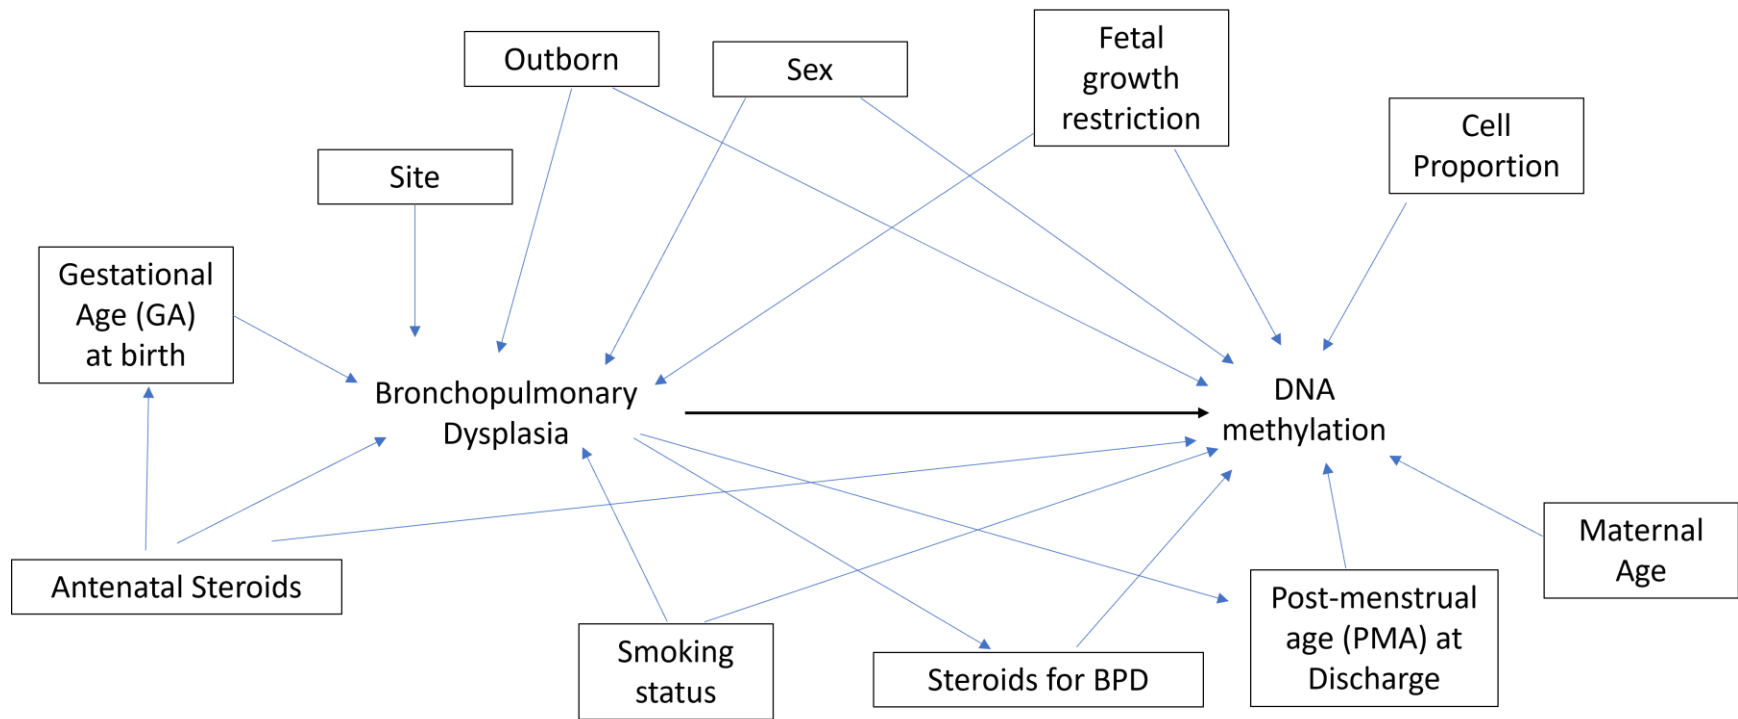 Outborn
Sex
Fetal
growth
restriction
Cell
Proportion
Site
Gestational
Age (GA)
at birth
Bronchopulmonary
Dysplasia
DNA
methylation
Antenatal Steroids
Smoking
status
Steroids for BPD
Post-menstrual
age (PMA) at
Discharge
Maternal
Age